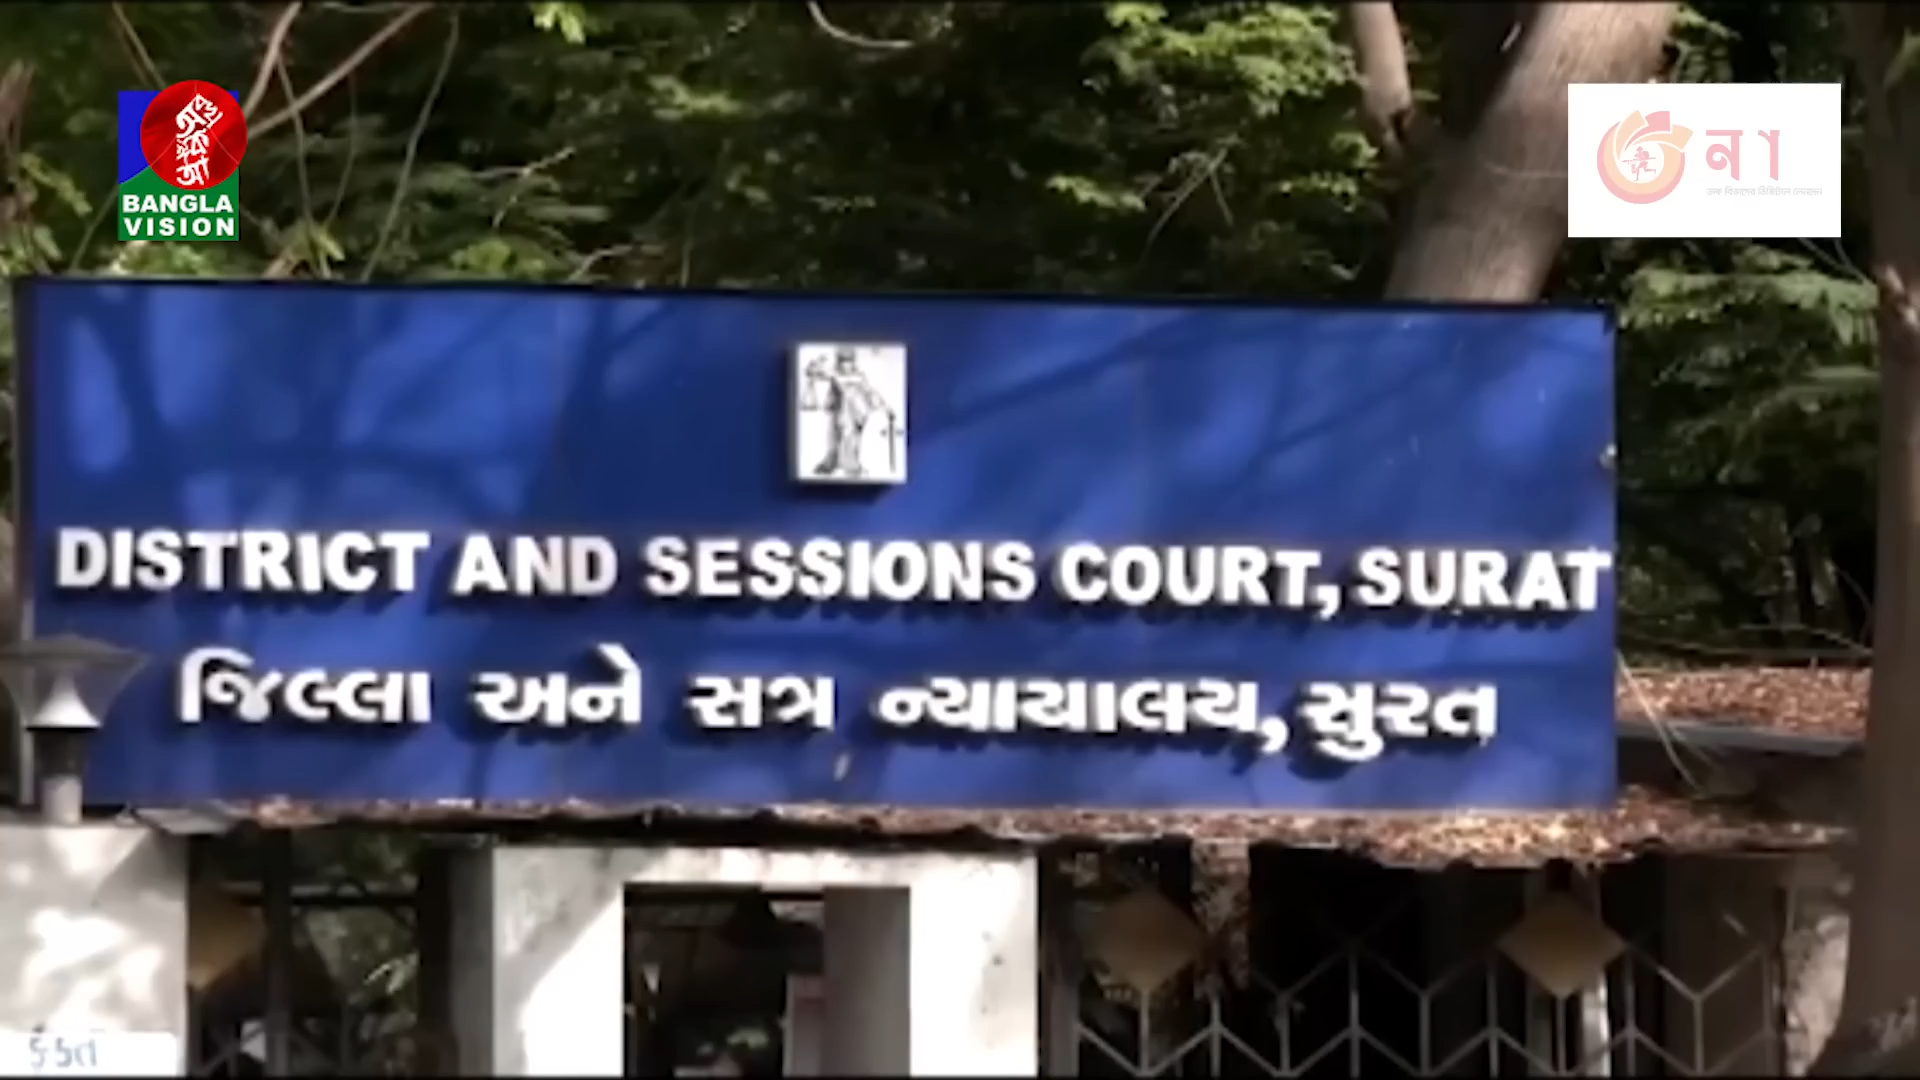 BANGLA
VISION
DISTRICT AND SESSIONS COURT, SURAT
જિલ્લા અને સત્ર ન્યાયાલય, સુરત